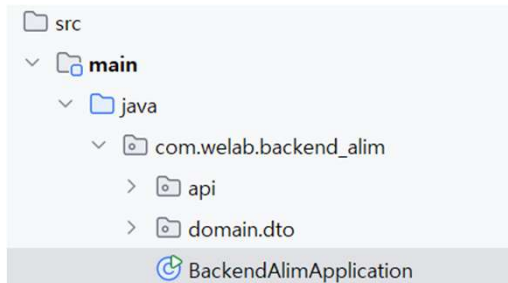 src
main
java
com.welab.backend_alim
api
domain.dto
BackendAlimApplication